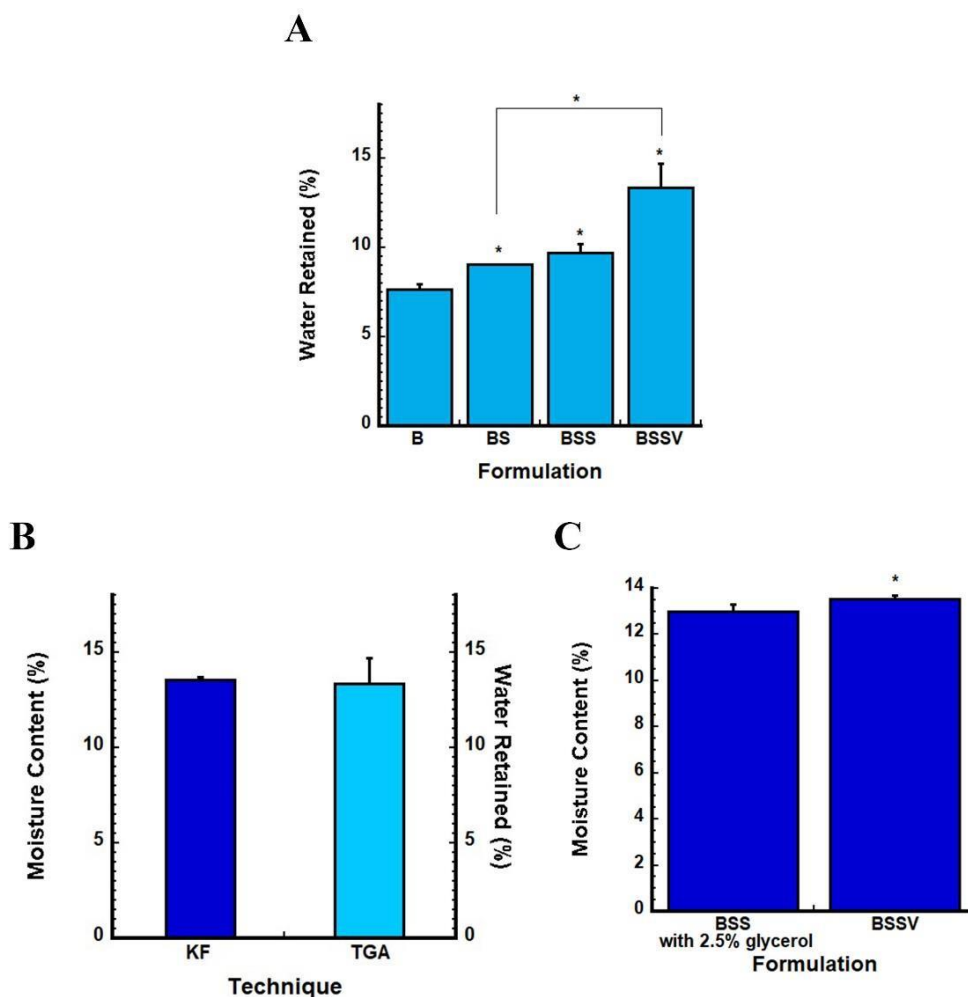 A
*
*
*
*
15
10
5
0
Water Retained (%)
B BS BSS BSSV
Formulation
B
15
10
5
0
Moisture Content (%)
15
10
5
0
Water Retained (%)
KF TGA
Technique
C
*
14
12
10
8
6
4
2
0
Moisture Content (%)
BSS BSSV
with 2.5% glycerol
Formulation